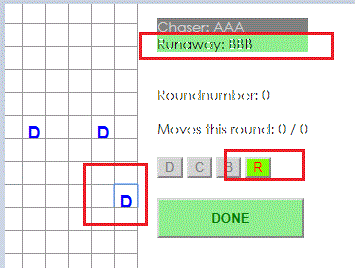 Chaser: AAA
Runaway: BBB
Roundnumber: 0
D D
Moves this round: 0 / 0
D C B R
D
DONE